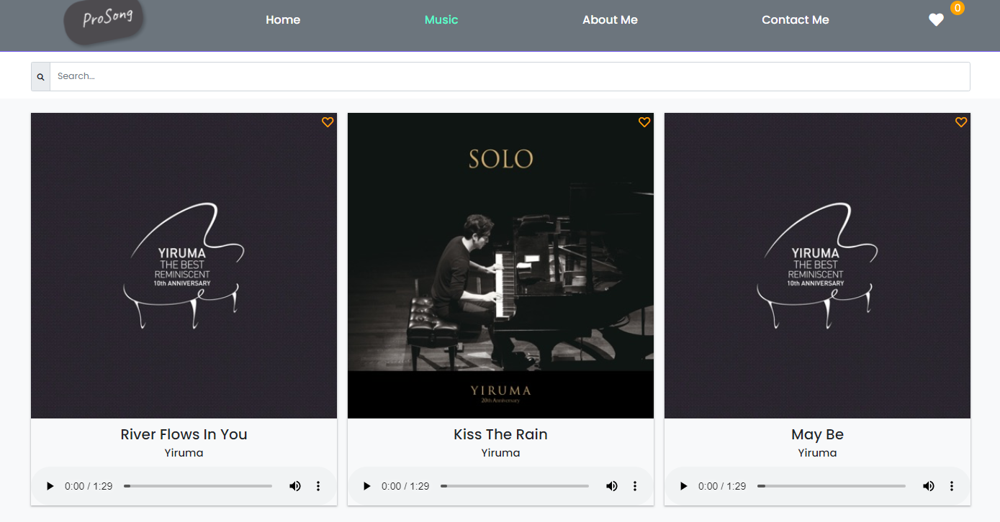 ProSong
Home
Music
About Me
Contact Me
0
Search...
YIRUMA
THE BEST
REMINISCENT
10th ANNIVERSARY
SOLO
YIRUMA
20th Anniversary
YIRUMA
THE BEST
REMINISCENT
10th ANNIVERSARY
River Flows In You
Yiruma
0:00 / 1:29
Kiss The Rain
Yiruma
0:00 / 1:29
May Be
Yiruma
0:00 / 1:29